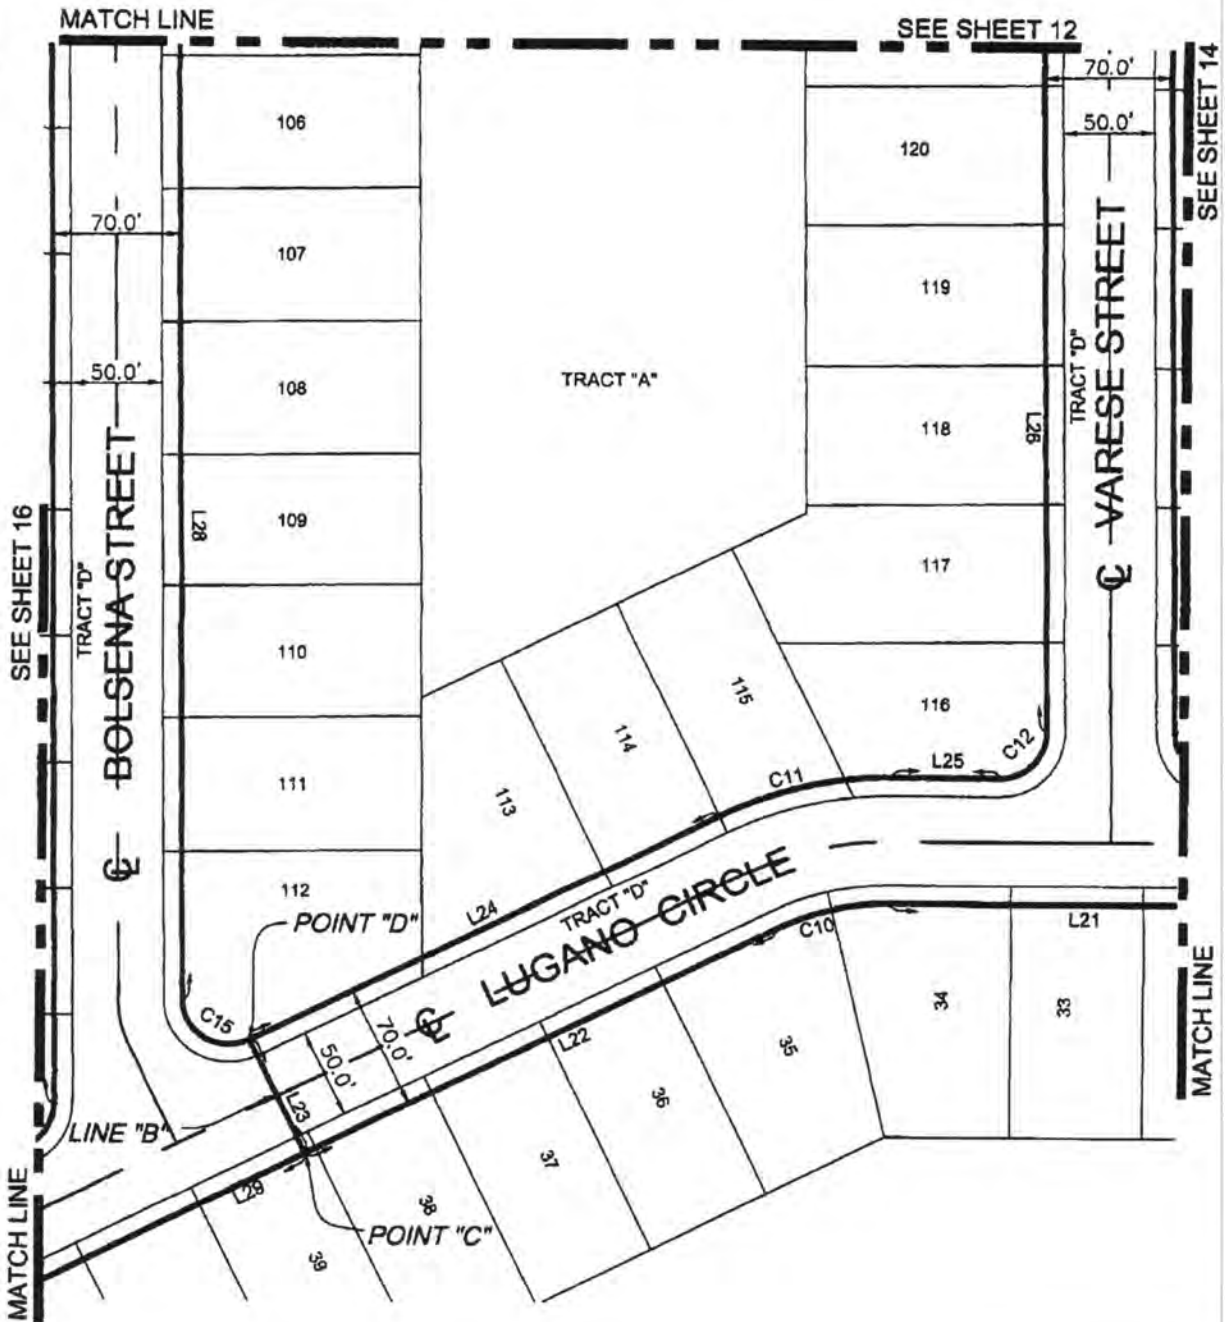 MATCH LINE
SEE SHEET 12
SEE SHEET 14
70.0'
50.0'
106
120
70.0'
107
119
TRACT "D"
VARESE STREET
℄
50.0'
108
TRACT "A"
118
L26
BOLSENA STREET
℄
TRACT "D"
SEE SHEET 16
L28
109
117
110
115
116
114
111
113
C11
L25
C12
112
POINT "D"
L24
TRACT "D"
LUGANO CIRCLE
℄
C10
L21
MATCH LINE
C15
70.0'
50.0'
L22
34
33
35
L23
LINE "B"
36
37
L29
38
POINT "C"
39
MATCH LINE